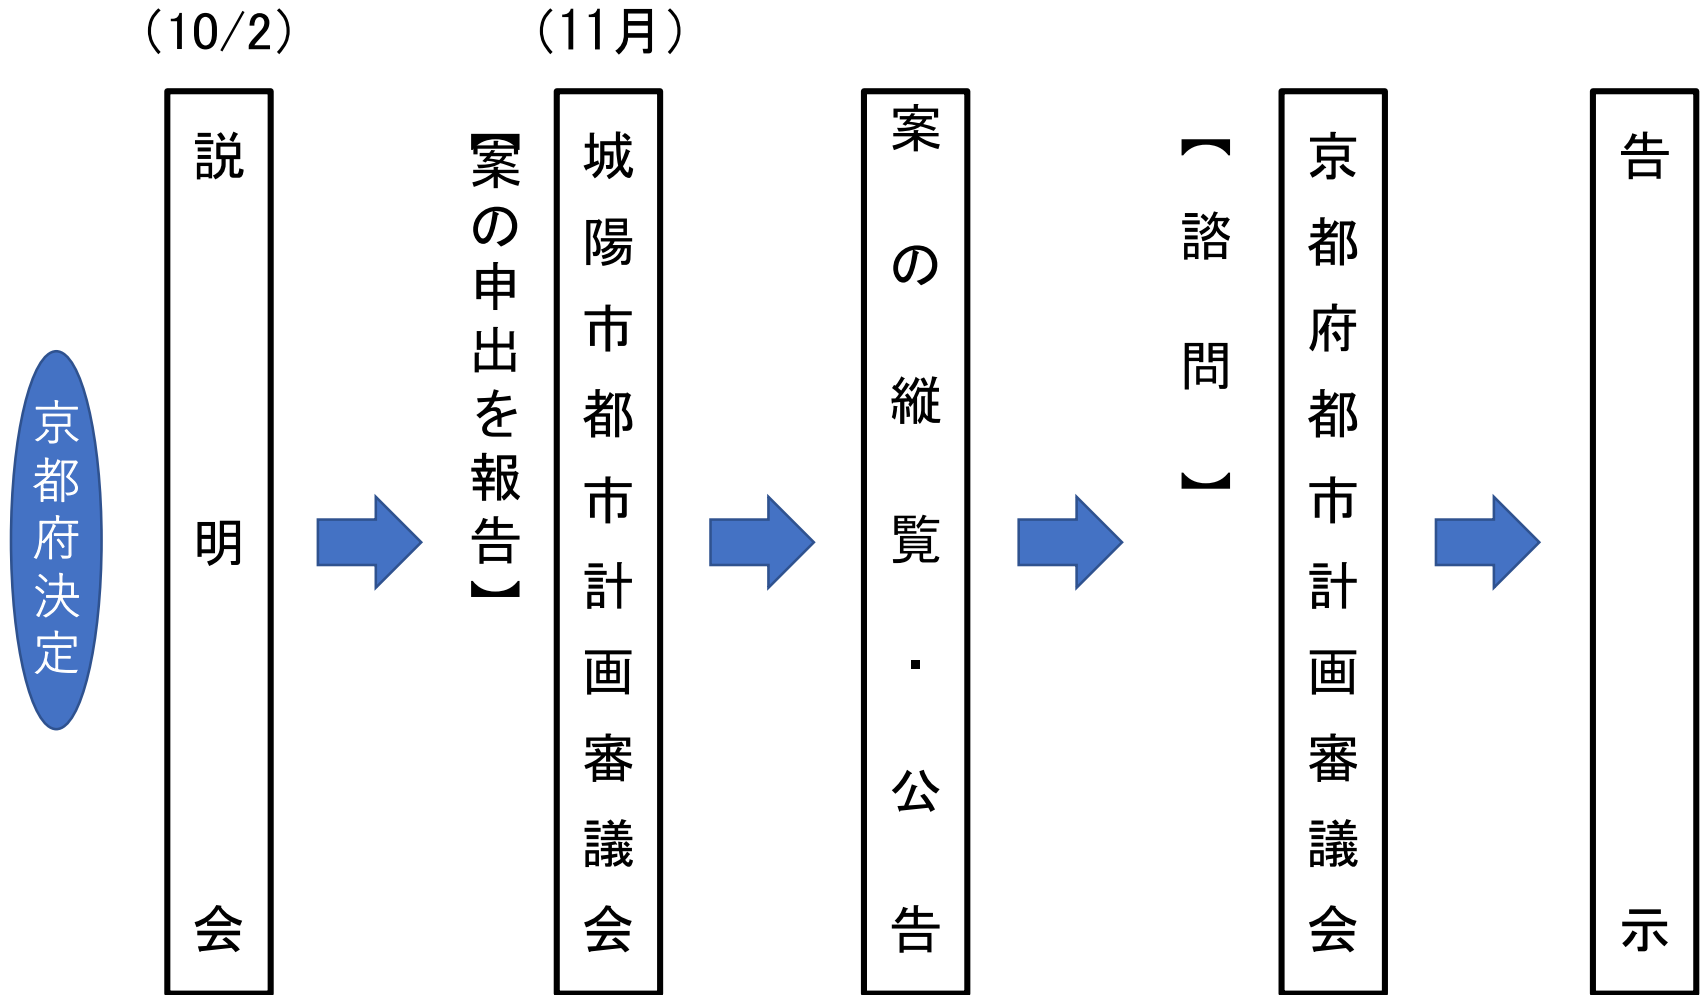 （10/2）
（11月）
京都府決定
説明会
【案の申出を報告】
城陽市都市計画審議会
案の縦覧・公告
【諮問】
京都府都市計画審議会
告示